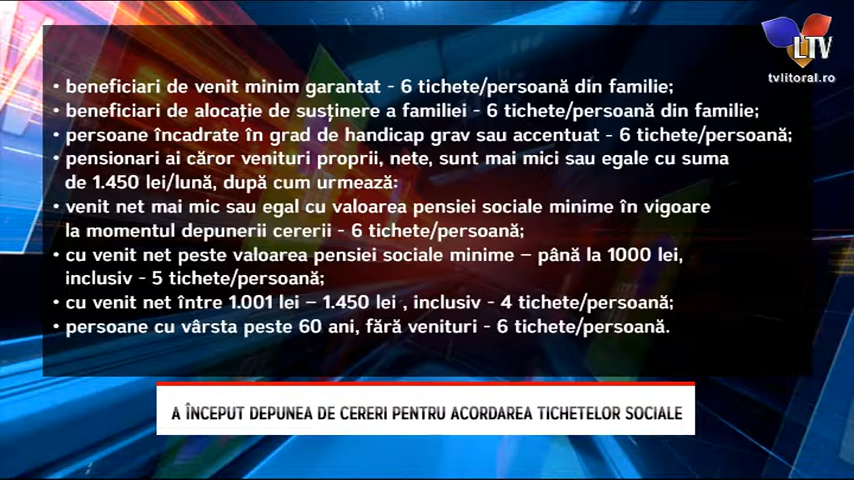 LTV
tvlitoral.ro
• beneficiari de venit minim garantat - 6 tichete/persoană din familie;
• beneficiari de alocație de susținere a familiei - 6 tichete/persoană din familie;
• persoane încadrate în grad de handicap grav sau accentuat - 6 tichete/persoană;
• pensionari ai căror venituri proprii, nete, sunt mai mici sau egale cu suma
de 1.450 lei/lună, după cum urmează:
• venit net mai mic sau egal cu valoarea pensiei sociale minime în vigoare
la momentul depunerii cererii - 6 tichete/persoană;
• cu venit net peste valoarea pensiei sociale minime – până la 1000 lei,
inclusiv - 5 tichete/persoană;
• cu venit net între 1.001 lei – 1.450 lei , inclusiv - 4 tichete/persoană;
• persoane cu vârsta peste 60 ani, fără venituri - 6 tichete/persoană.
A ÎNCEPUT DEPUNEA DE CERERI PENTRU ACORDAREA TICHETELOR SOCIALE